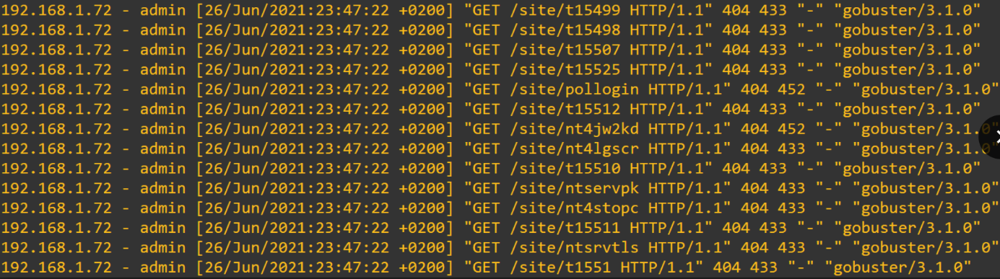 192.168.1.72 - admin [26/Jun/2021:23:47:22 +0200] "GET /site/t15499 HTTP/1.1" 404 433 "-" "gobuster/3.1.0"
192.168.1.72 - admin [26/Jun/2021:23:47:22 +0200] "GET /site/t15498 HTTP/1.1" 404 433 "-" "gobuster/3.1.0"
192.168.1.72 - admin [26/Jun/2021:23:47:22 +0200] "GET /site/t15507 HTTP/1.1" 404 433 "-" "gobuster/3.1.0"
192.168.1.72 - admin [26/Jun/2021:23:47:22 +0200] "GET /site/t15525 HTTP/1.1" 404 433 "-" "gobuster/3.1.0"
192.168.1.72 - admin [26/Jun/2021:23:47:22 +0200] "GET /site/pollogin HTTP/1.1" 404 452 "-" "gobuster/3.1.0"
192.168.1.72 - admin [26/Jun/2021:23:47:22 +0200] "GET /site/t15512 HTTP/1.1" 404 433 "-" "gobuster/3.1.0"
192.168.1.72 - admin [26/Jun/2021:23:47:22 +0200] "GET /site/nt4jw2kd HTTP/1.1" 404 452 "-" "gobuster/3.1.0"
192.168.1.72 - admin [26/Jun/2021:23:47:22 +0200] "GET /site/nt4lgscr HTTP/1.1" 404 433 "-" "gobuster/3.1.0"
192.168.1.72 - admin [26/Jun/2021:23:47:22 +0200] "GET /site/t15510 HTTP/1.1" 404 433 "-" "gobuster/3.1.0"
192.168.1.72 - admin [26/Jun/2021:23:47:22 +0200] "GET /site/ntservpk HTTP/1.1" 404 433 "-" "gobuster/3.1.0"
192.168.1.72 - admin [26/Jun/2021:23:47:22 +0200] "GET /site/nt4stopc HTTP/1.1" 404 433 "-" "gobuster/3.1.0"
192.168.1.72 - admin [26/Jun/2021:23:47:22 +0200] "GET /site/t15511 HTTP/1.1" 404 433 "-" "gobuster/3.1.0"
192.168.1.72 - admin [26/Jun/2021:23:47:22 +0200] "GET /site/ntsrvtls HTTP/1.1" 404 433 "-" "gobuster/3.1.0"
192.168.1.72 - admin [26/Jun/2021:23:47:22 +0200] "GET /site/t1551 HTTP/1.1" 404 433 "-" "gobuster/3.1.0"